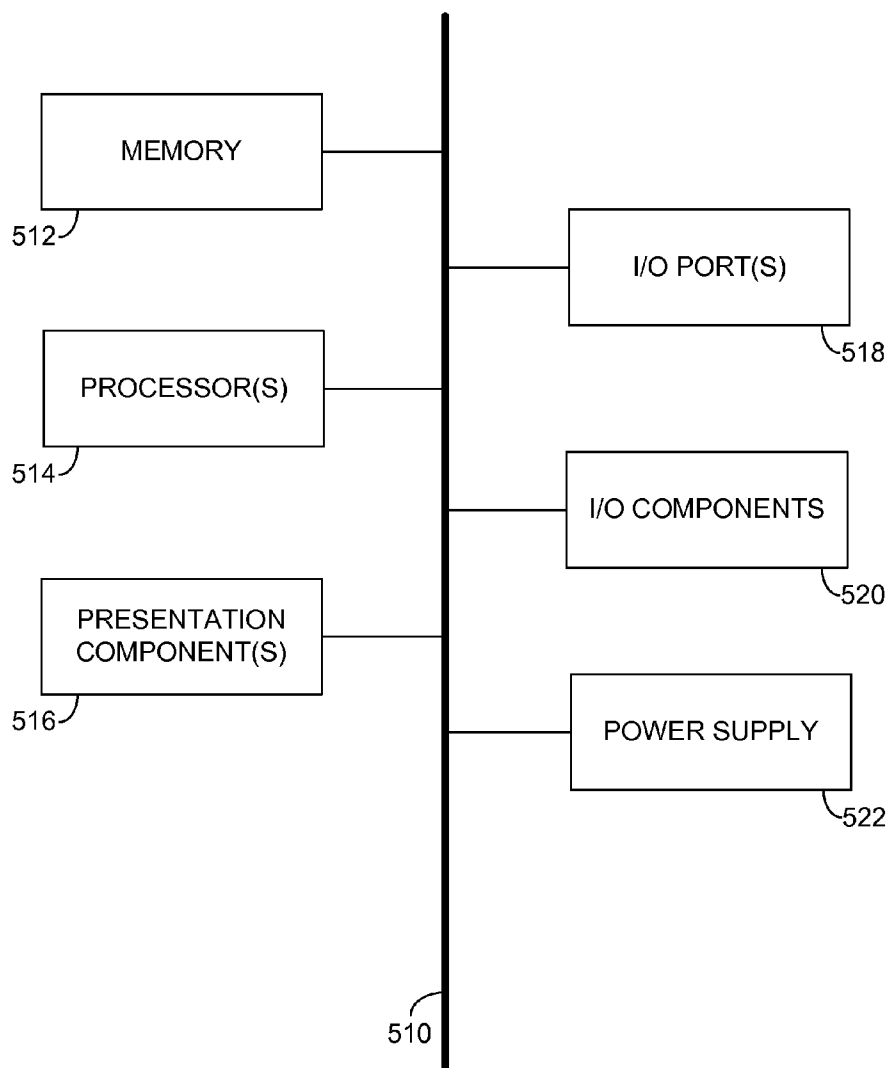 MEMORY
512
I/O PORT(S)
518
PROCESSOR(S)
514
I/O COMPONENTS
520
PRESENTATION
COMPONENT(S)
516
POWER SUPPLY
522
510